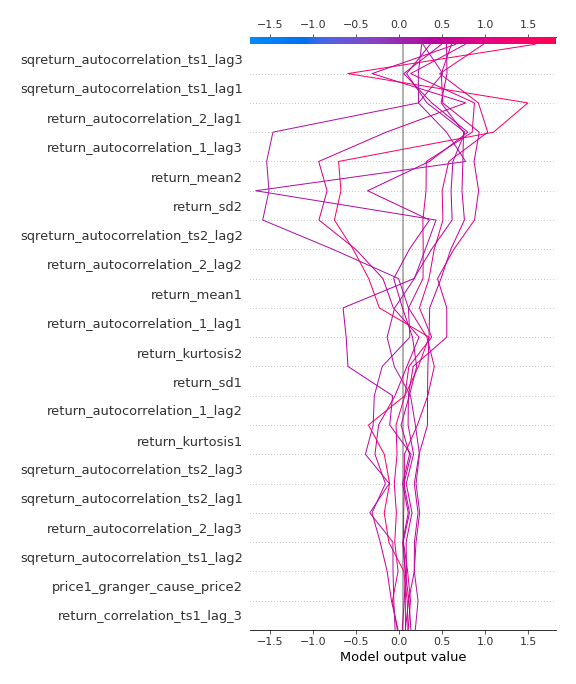 −1.5 −1.0 −0.5 0.0 0.5 1.0 1.5
sqreturn_autocorrelation_ts1_lag3
sqreturn_autocorrelation_ts1_lag1
return_autocorrelation_2_lag1
return_autocorrelation_1_lag3
return_mean2
return_sd2
sqreturn_autocorrelation_ts2_lag2
return_autocorrelation_2_lag2
return_mean1
return_autocorrelation_1_lag1
return_kurtosis2
return_sd1
return_autocorrelation_1_lag2
return_kurtosis1
sqreturn_autocorrelation_ts2_lag3
sqreturn_autocorrelation_ts2_lag1
return_autocorrelation_2_lag3
sqreturn_autocorrelation_ts1_lag2
price1_granger_cause_price2
return_correlation_ts1_lag_3
−1.5 −1.0 −0.5 0.0 0.5 1.0 1.5
Model output value